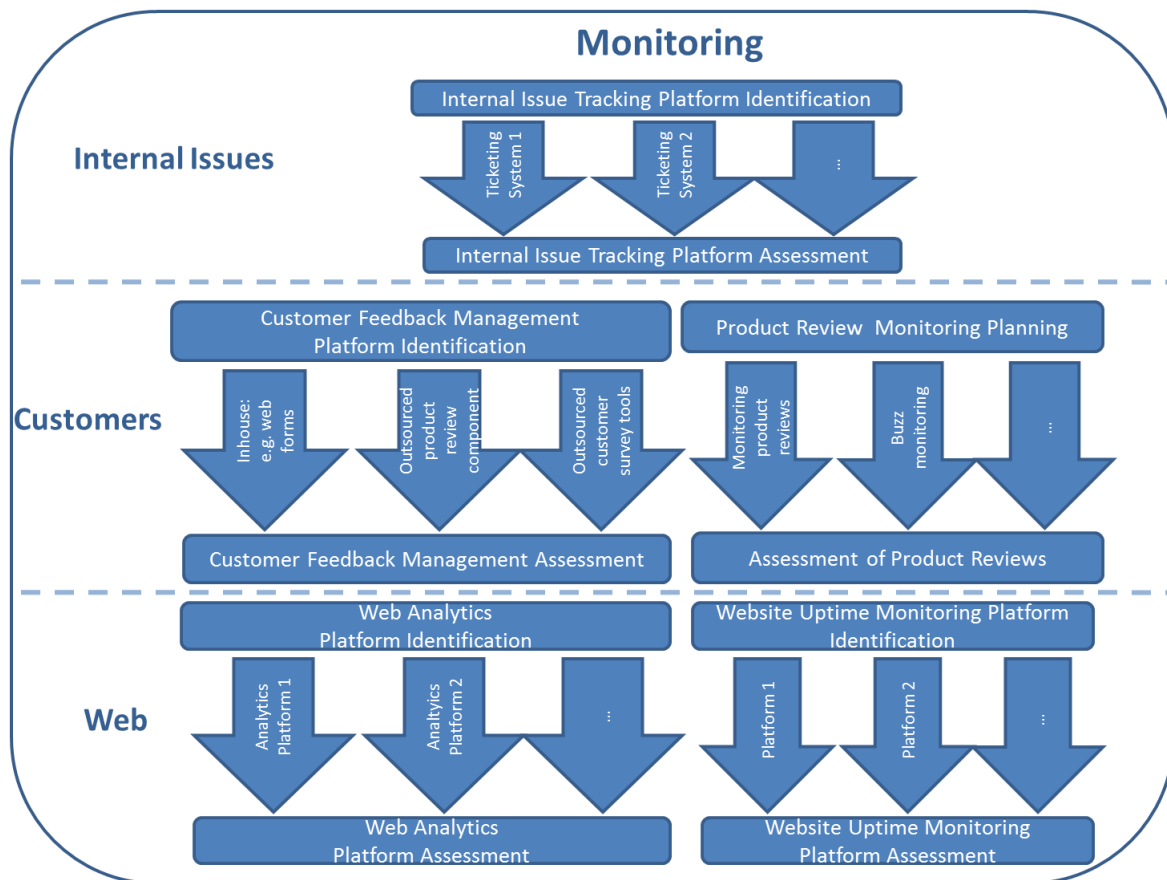 Monitoring
Internal Issue Tracking Platform Identification
Internal Issues
Ticketing
System 1
Ticketing
System 2
...
Internal Issue Tracking Platform Assessment
Customers
Customer Feedback Management
Platform Identification
Inhouse:
e.g. web
forms
Outsourced
product
review
component
Outsourced
customer
survey tools
Customer Feedback Management Assessment
Product Review Monitoring Planning
Monitoring
product
reviews
Buzz
monitoring
...
Assessment of Product Reviews
Web
Web Analytics
Platform Identification
Analytics
Platform 1
Analtyics
Platform 2
...
Web Analytics
Platform Assessment
Website Uptime Monitoring Platform
Identification
Platform 1
Platform 2
...
Website Uptime Monitoring
Platform Assessment